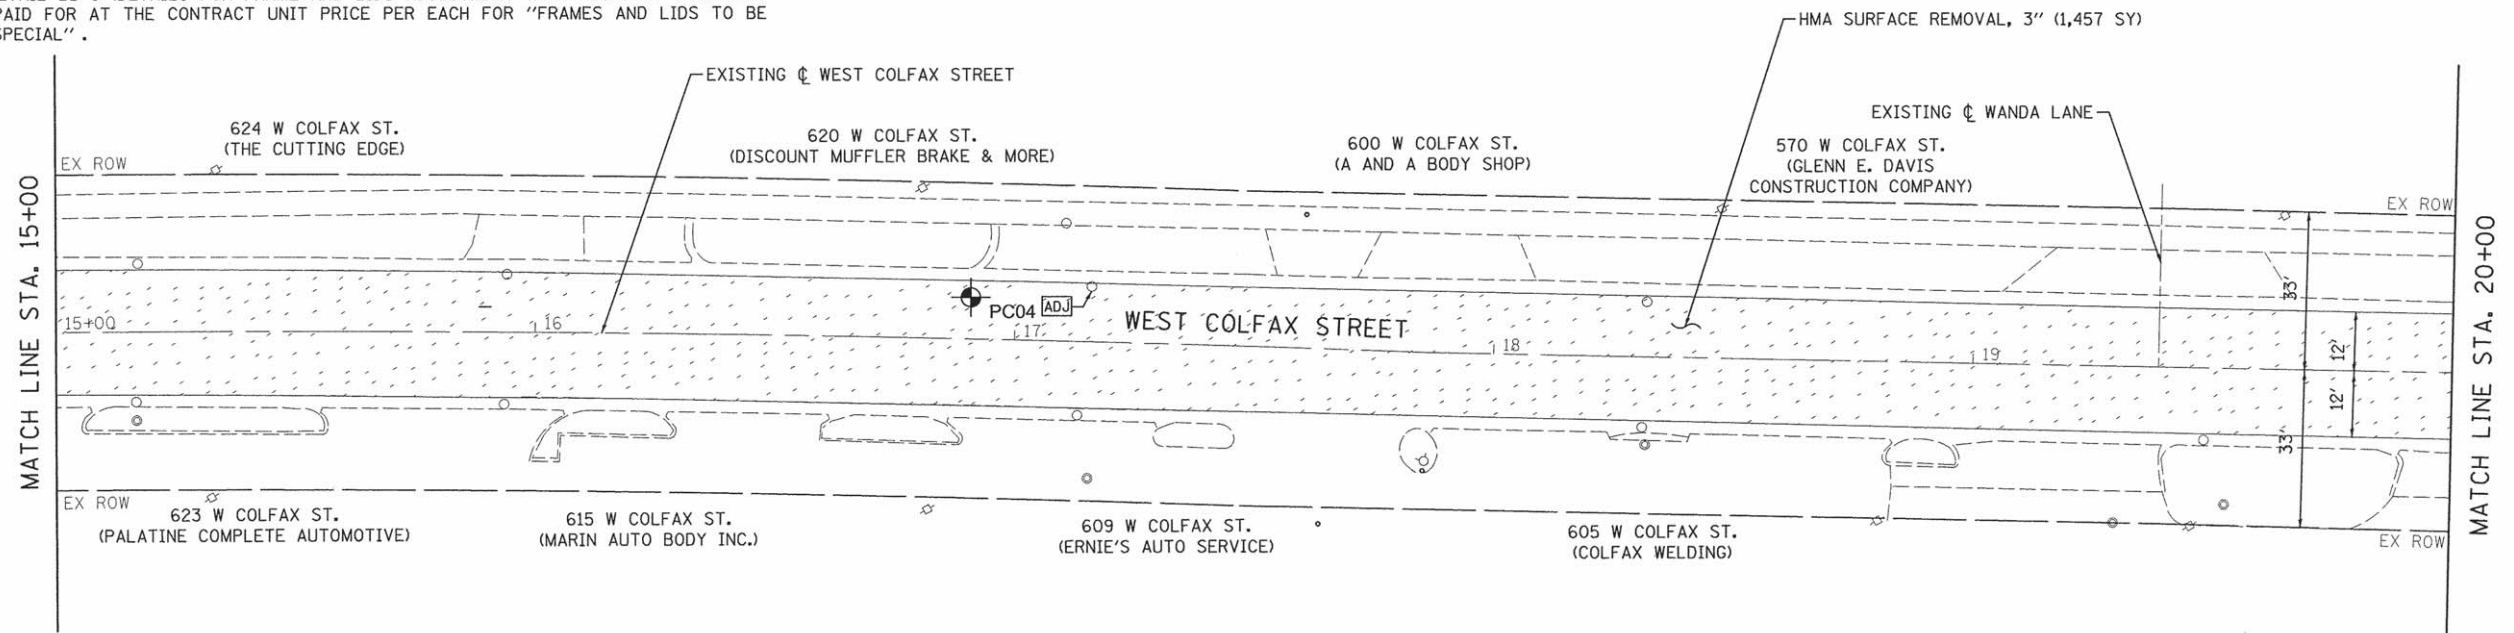 PAID FOR AT THE CONTRACT UNIT PRICE PER EACH FOR "FRAMES AND LIDS TO BE
SPECIAL".
HMA SURFACE REMOVAL, 3" (1,457 SY)
EXISTING ℄ WEST COLFAX STREET
EXISTING ℄ WANDA LANE
624 W COLFAX ST.
(THE CUTTING EDGE)
620 W COLFAX ST.
(DISCOUNT MUFFLER BRAKE & MORE)
600 W COLFAX ST.
(A AND A BODY SHOP)
570 W COLFAX ST.
(GLENN E. DAVIS
CONSTRUCTION COMPANY)
EX ROW
EX ROW
MATCH LINE STA. 15+00
MATCH LINE STA. 20+00
15+00
16
PC04 ADJ
17
WEST COLFAX STREET
18
19
33'
12'
12'
33'
EX ROW
EX ROW
623 W COLFAX ST.
(PALATINE COMPLETE AUTOMOTIVE)
615 W COLFAX ST.
(MARIN AUTO BODY INC.)
609 W COLFAX ST.
(ERNIE'S AUTO SERVICE)
605 W COLFAX ST.
(COLFAX WELDING)